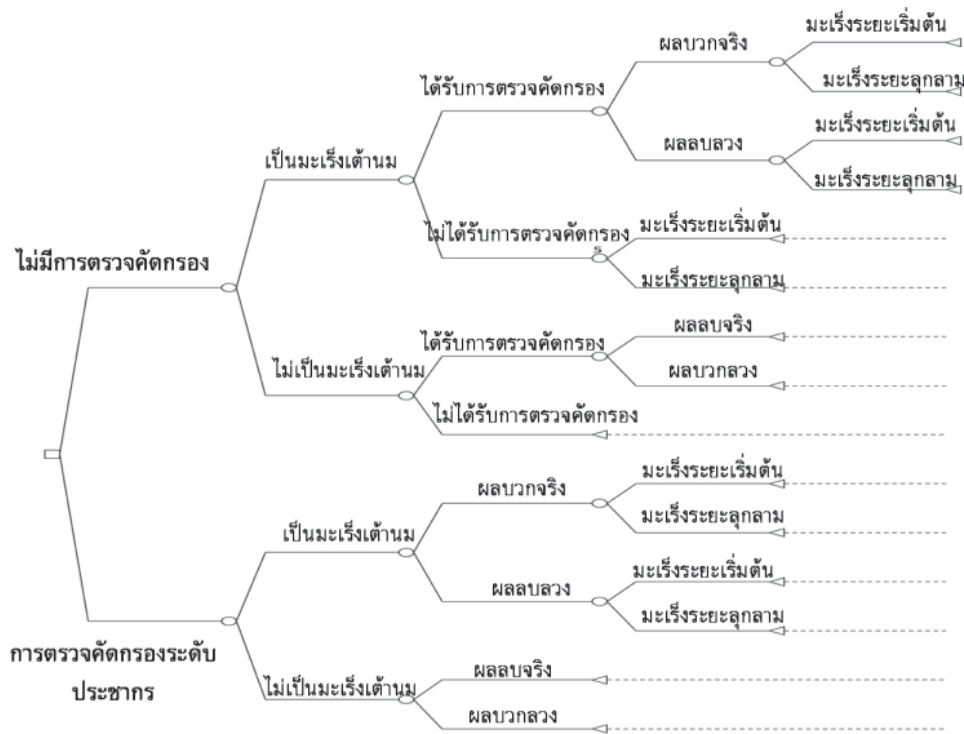 มะเร็งระยะเริ่มต้น
ผลบวกจริง
มะเร็งระยะลุกลาม
ได้รับการตรวจคัดกรอง
มะเร็งระยะเริ่มต้น
ผลลบลวง
เป็นมะเร็งเต้านม
มะเร็งระยะลุกลาม
ไม่ได้รับการตรวจคัดกรอง
มะเร็งระยะเริ่มต้น
s
ไม่มีการตรวจคัดกรอง
มะเร็งระยะลุกลาม
ผลลบจริง
ได้รับการตรวจคัดกรอง
ไม่เป็นมะเร็งเต้านม
ผลบวกลวง
ไม่ได้รับการตรวจคัดกรอง
มะเร็งระยะเริ่มต้น
ผลบวกจริง
มะเร็งระยะลุกลาม
เป็นมะเร็งเต้านม
มะเร็งระยะเริ่มต้น
ผลลบลวง
มะเร็งระยะลุกลาม
การตรวจคัดกรองระดับ
ประชากร
ผลลบจริง
ไม่เป็นมะเร็งเต้านม
ผลบวกลวง